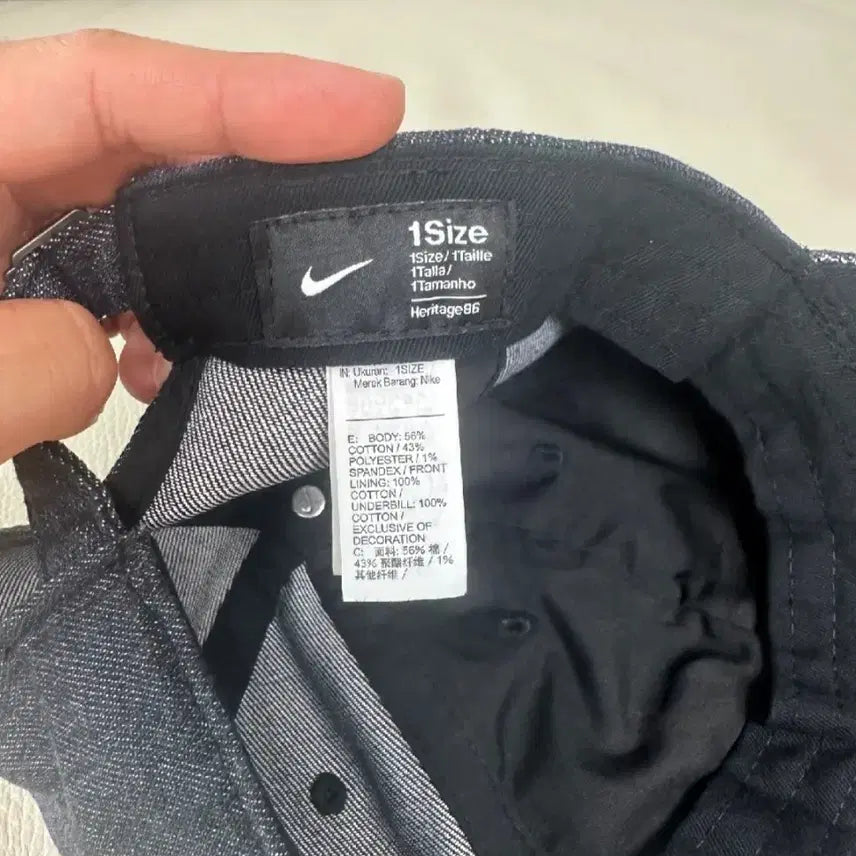 1Size
1Size/1Taille
1Talla/
1Tamanho
Heritage86
IN: Ukuran: 1SIZE
Merek Barang: Nike
E: BODY: 56%
COTTON / 43%
POLYESTER / 1%
SPANDEX / FRONT
LINING: 100%
COTTON /
UNDERBILL: 100%
COTTON /
EXCLUSIVE OF
DECORATION
C: 面料: 56% 棉 /
43% 聚酯纤维 / 1%
其他纤维 /